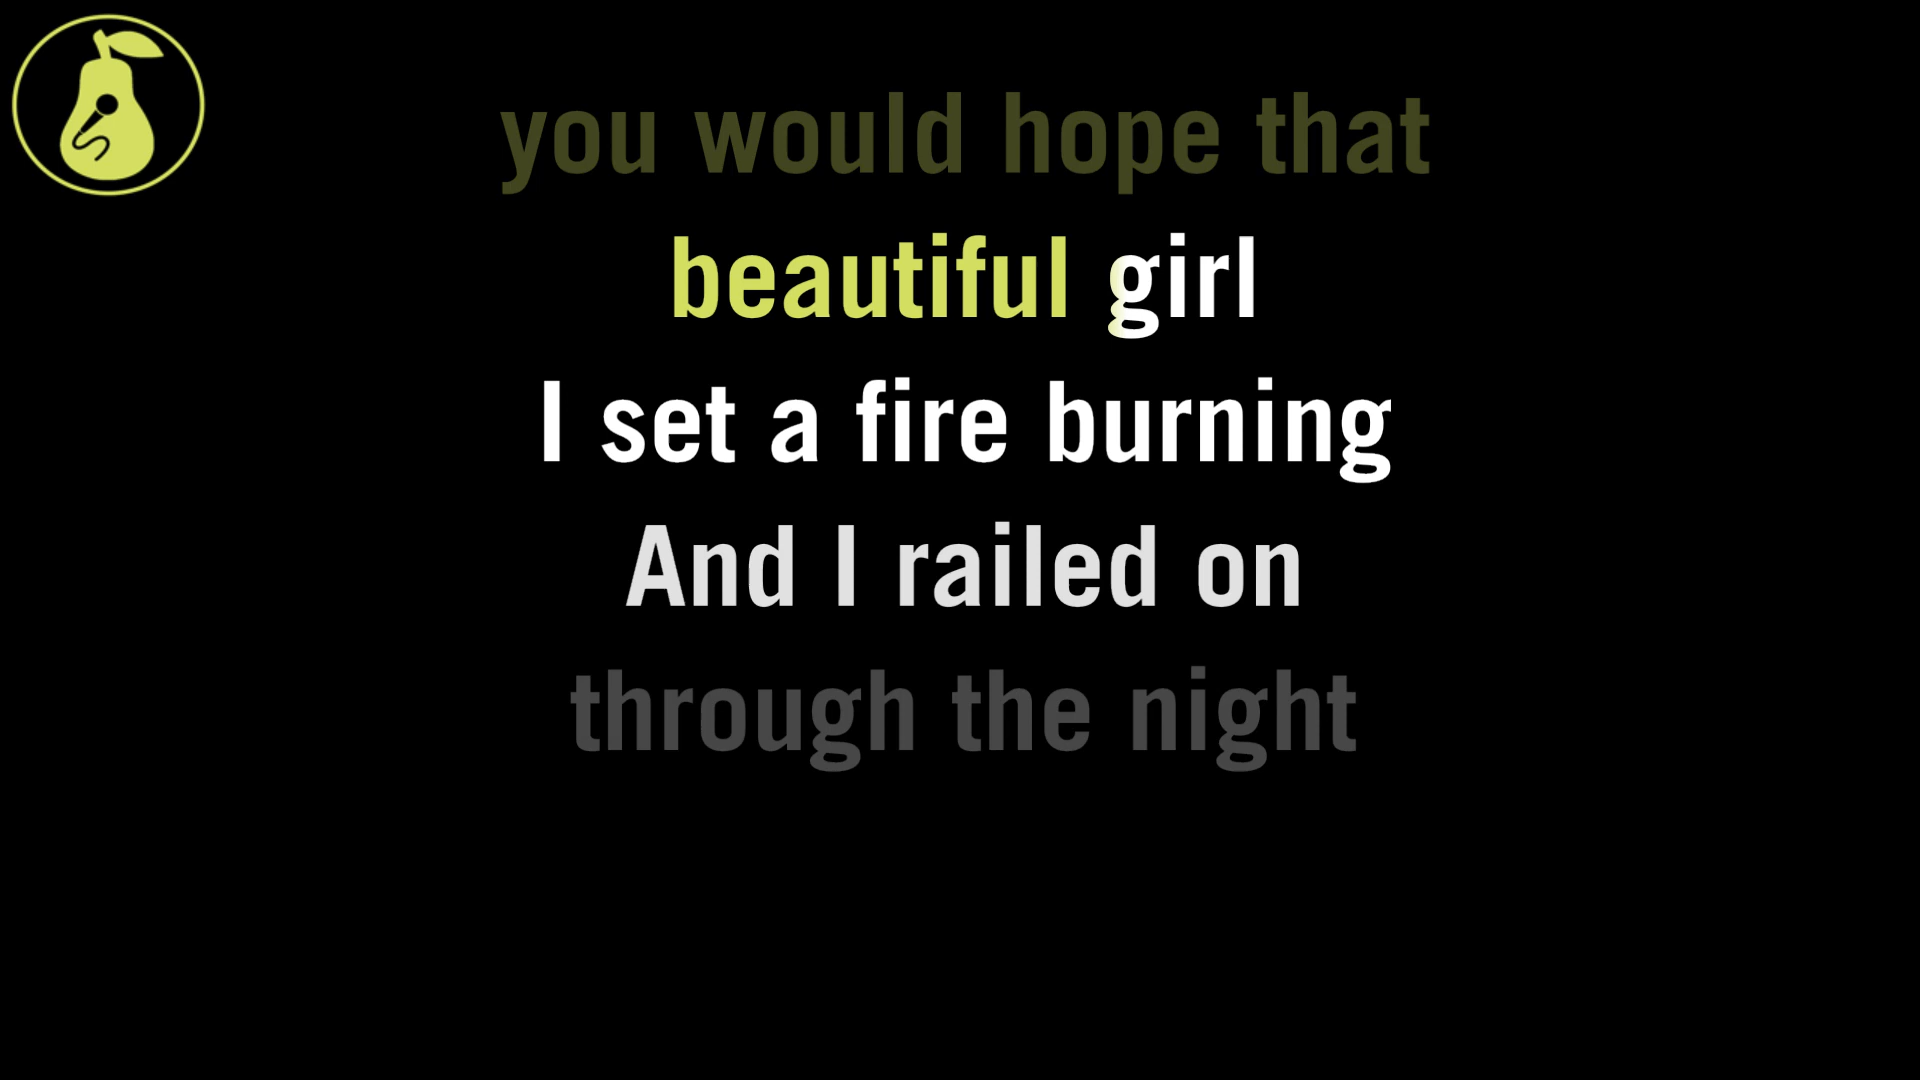 you would hope that
beautiful girl
I set a fire burning
And I railed on
through the night